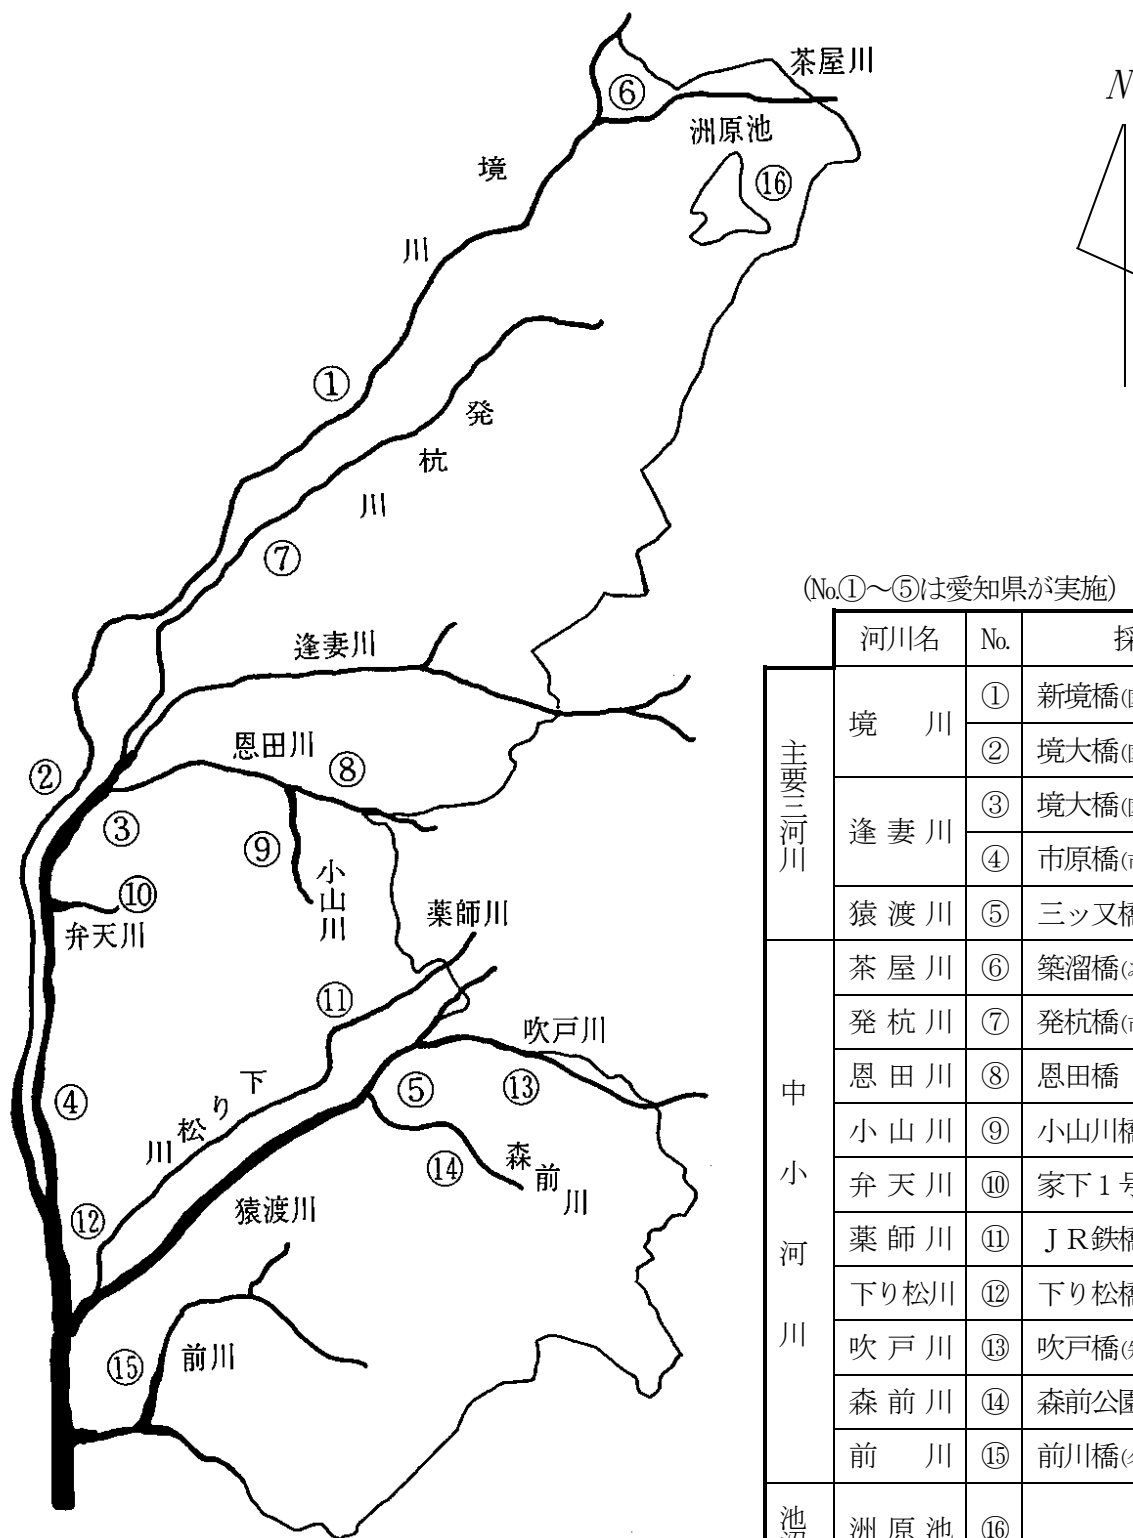 茶屋川
N
⑥
洲原池
境川
⑯
①
発杭川
⑦
(No.①～⑤は愛知県が実施)
逢妻川
恩田川
②
⑧
③
⑨
小山川
⑩
弁天川
薬師川
⑪
吹戸川
下り松川
④
⑤
⑬
⑭
森前川
⑫
猿渡川
⑮
前川
河川名 No. 採
主要三河川
境川 ① 新境橋(
② 境大橋(
逢妻川 ③ 境大橋(
④ 市原橋(
猿渡川 ⑤ 三ッ又橋
中小河川
茶屋川 ⑥ 築溜橋(
発杭川 ⑦ 発杭橋(
恩田川 ⑧ 恩田橋
小山川 ⑨ 小山川橋
弁天川 ⑩ 家下1号
薬師川 ⑪ JR鉄橋
下り松川 ⑫ 下り松橋
吹戸川 ⑬ 吹戸橋(
森前川 ⑭ 森前公園
前川 ⑮ 前川橋(
池沼
洲原池 ⑯